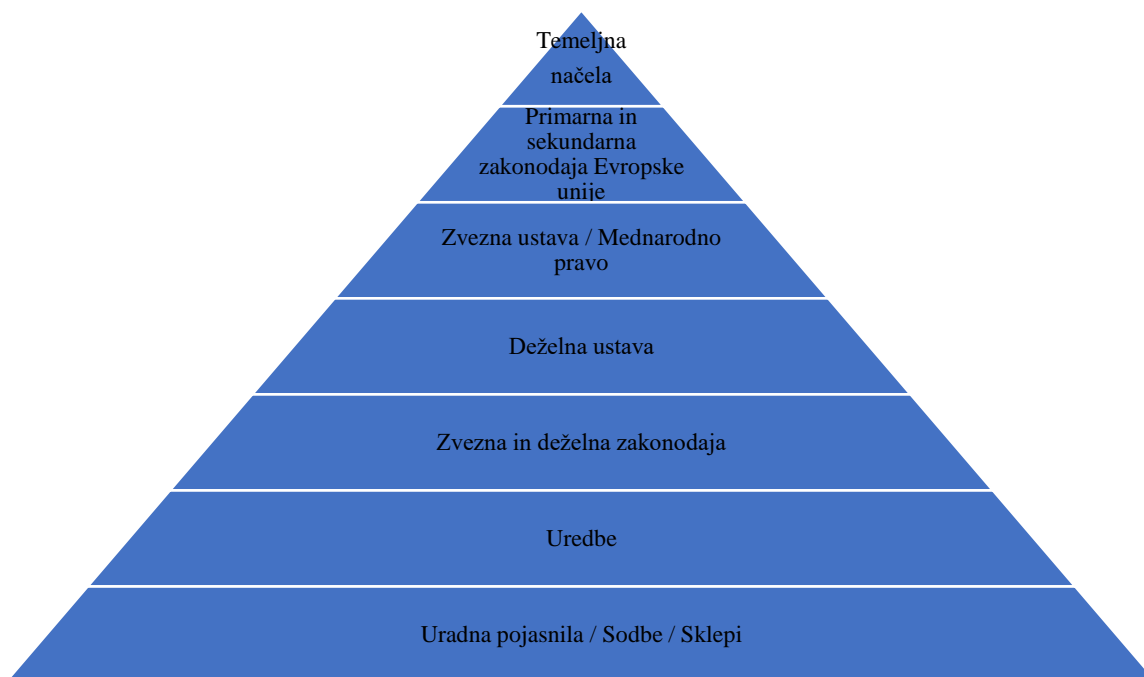 Temeljna
načela
Primarna in
sekundarna
zakonodaja Evropske
unije
Zvezna ustava / Mednarodno
pravo
Deželna ustava
Zvezna in deželna zakonodaja
Uredbe
Uradna pojasnila / Sodbe / Sklepi